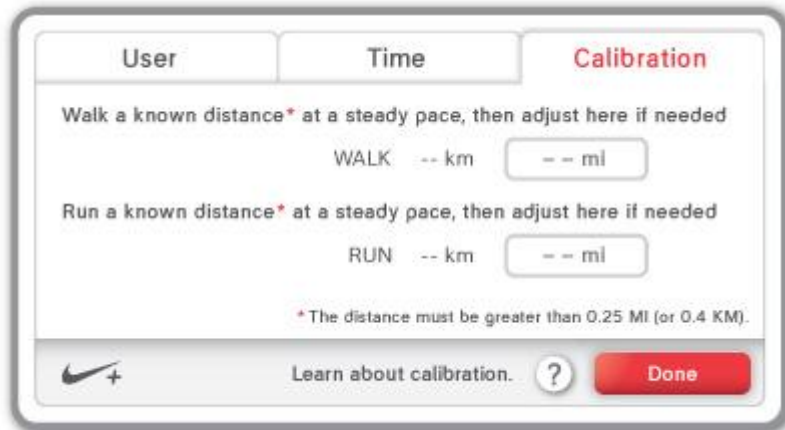 User Time Calibration
Walk a known distance* at a steady pace, then adjust here if needed
WALK -- km -- mi
Run a known distance* at a steady pace, then adjust here if needed
RUN -- km -- mi
* The distance must be greater than 0.25 MI (or 0.4 KM).
+ Learn about calibration. ? Done